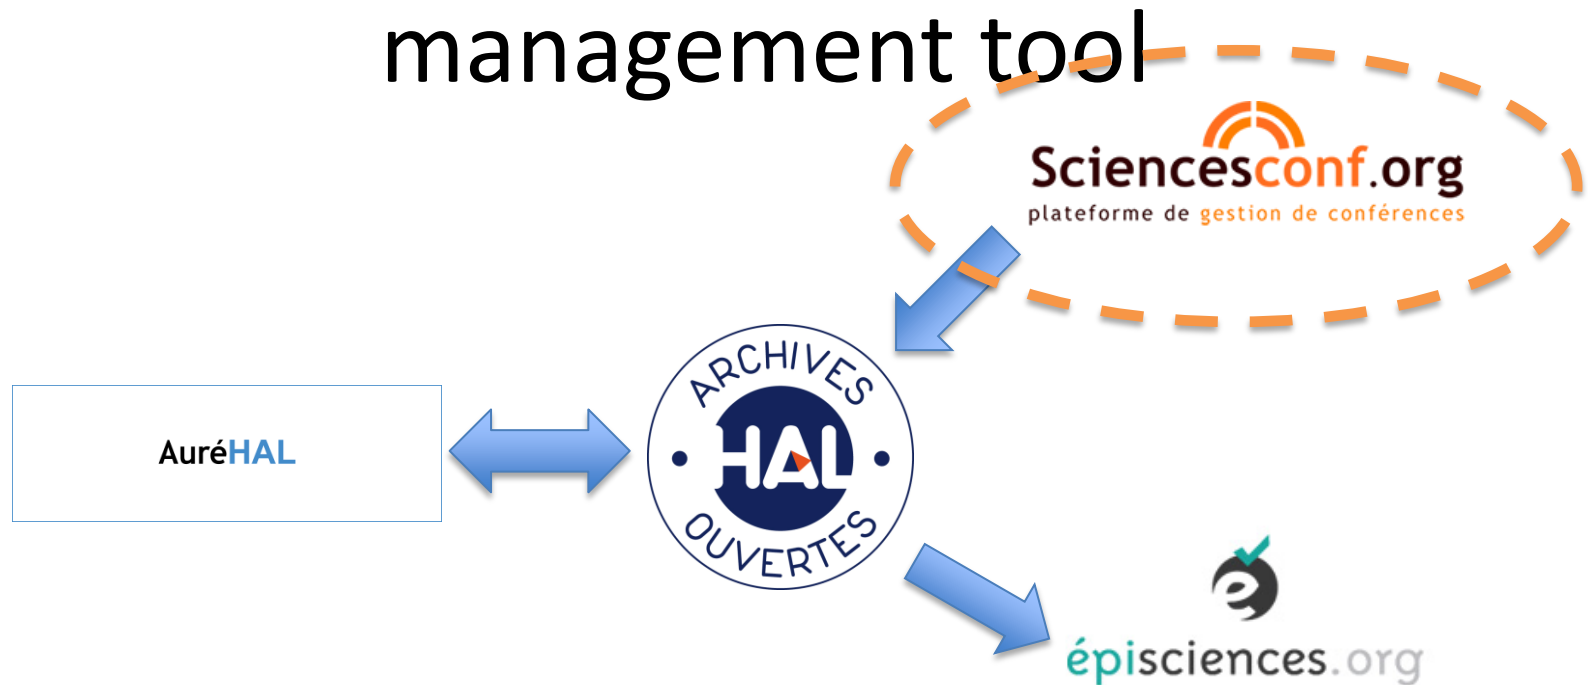 management tool
Sciencesconf.org
plateforme de gestion de conférences
ARCHIVES
HAL
OUVERTES
AuréHAL
épisciences.org